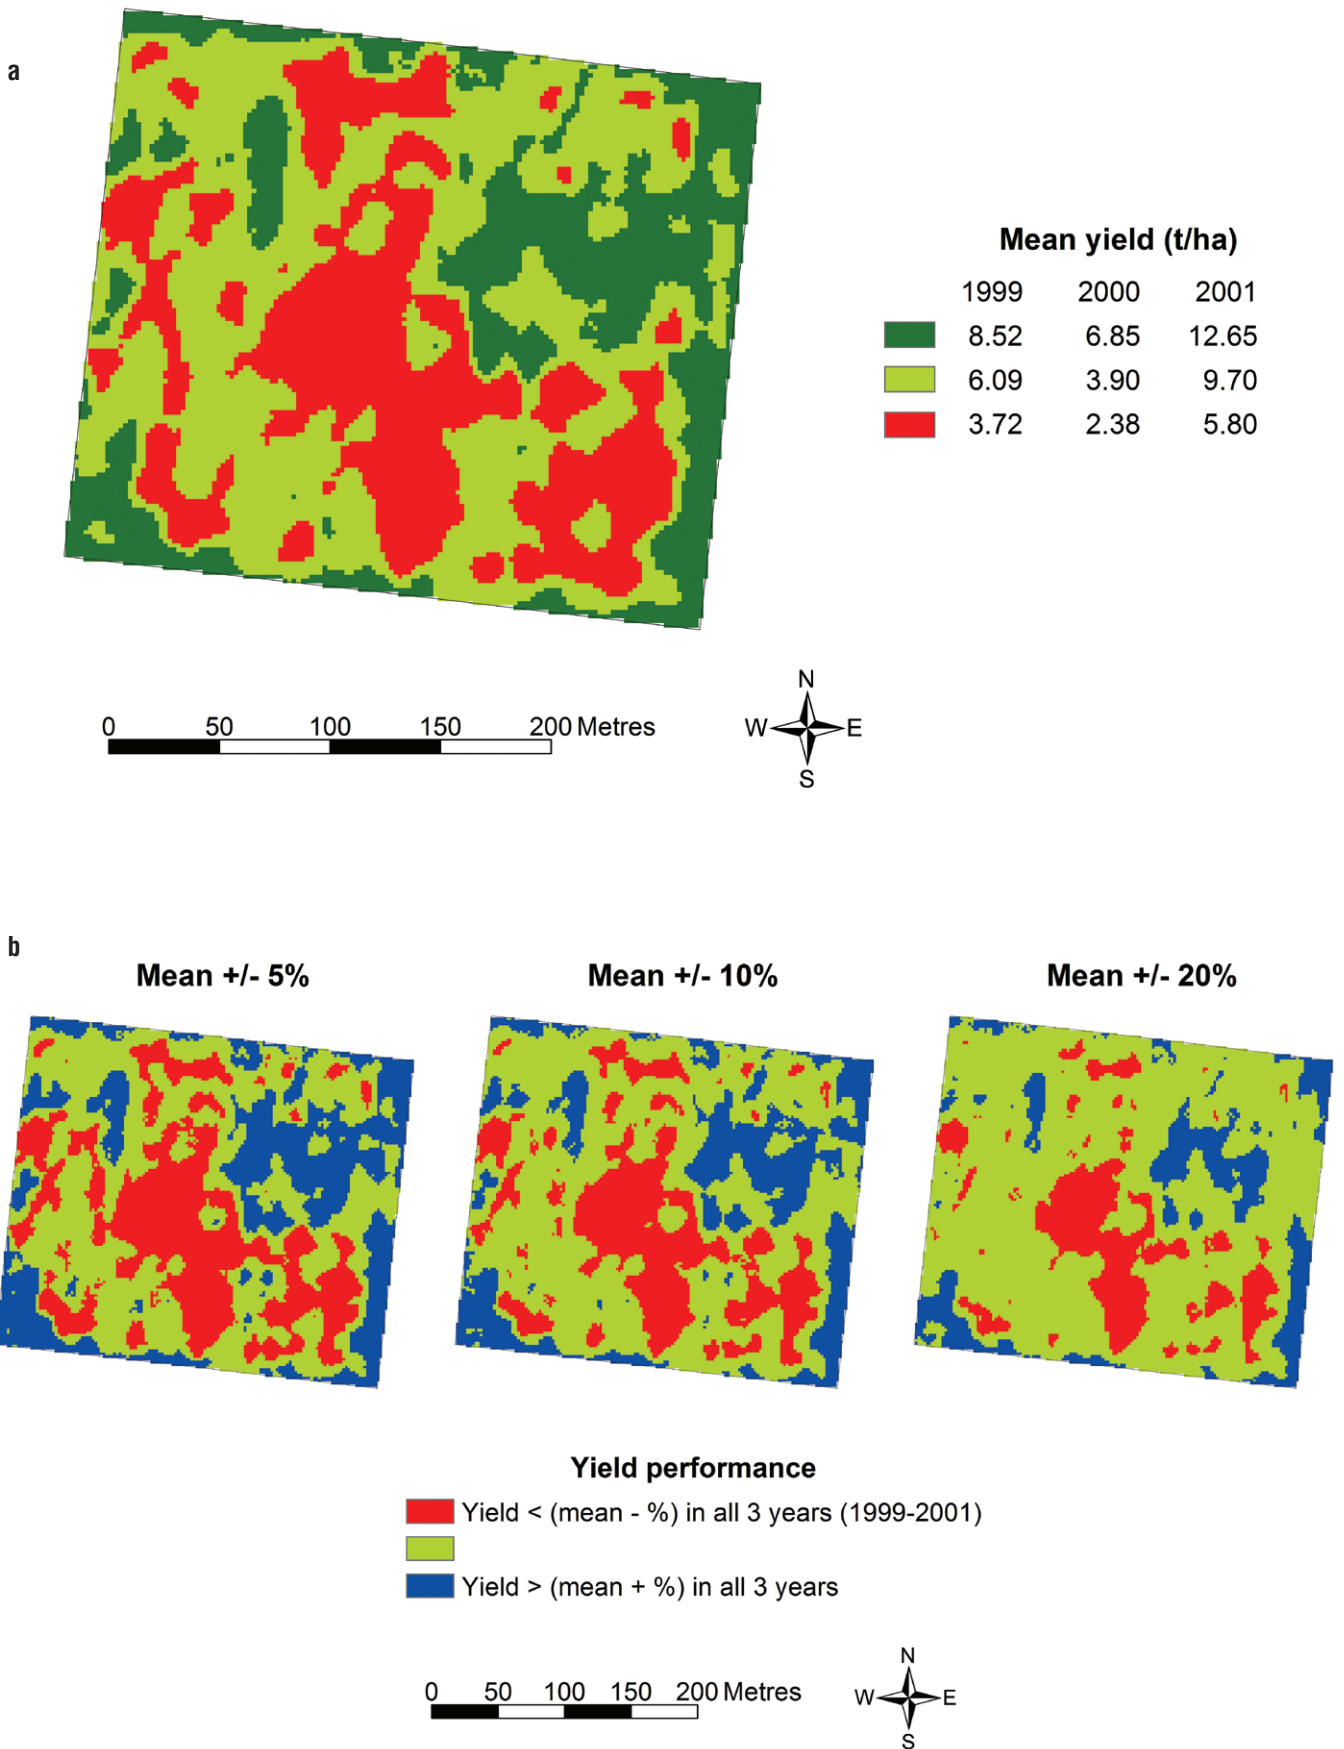 a
Mean yield (t/ha)
1999 2000 2001
8.52 6.85 12.65
6.09 3.90 9.70
3.72 2.38 5.80
0 50 100 150 200 Metres
N
W E
S
b
Mean +/- 5% Mean +/- 10% Mean +/- 20%
Yield performance
Yield < (mean - %) in all 3 years (1999-2001)
Yield > (mean + %) in all 3 years
0 50 100 150 200 Metres
N
W E
S